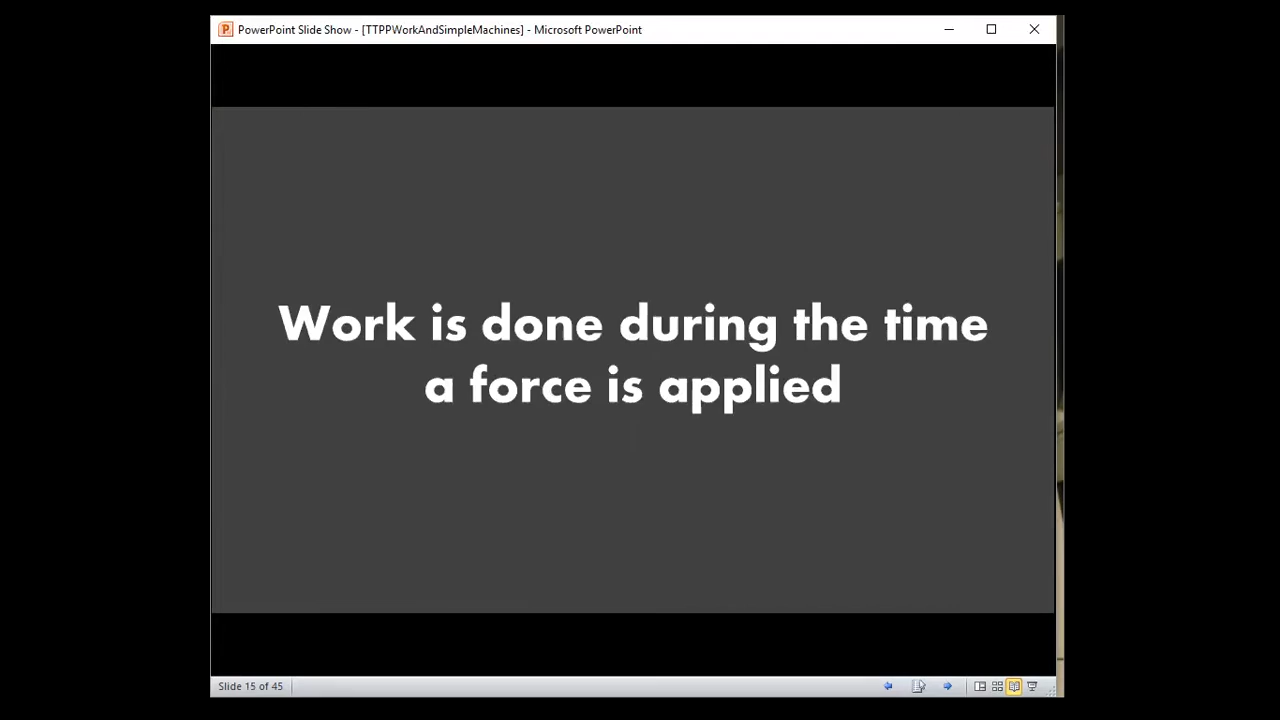 PowerPoint Slide Show - [TTPPWorkAndSimpleMachines] - Microsoft PowerPoint
Work is done during the time
a force is applied
Slide 15 of 45